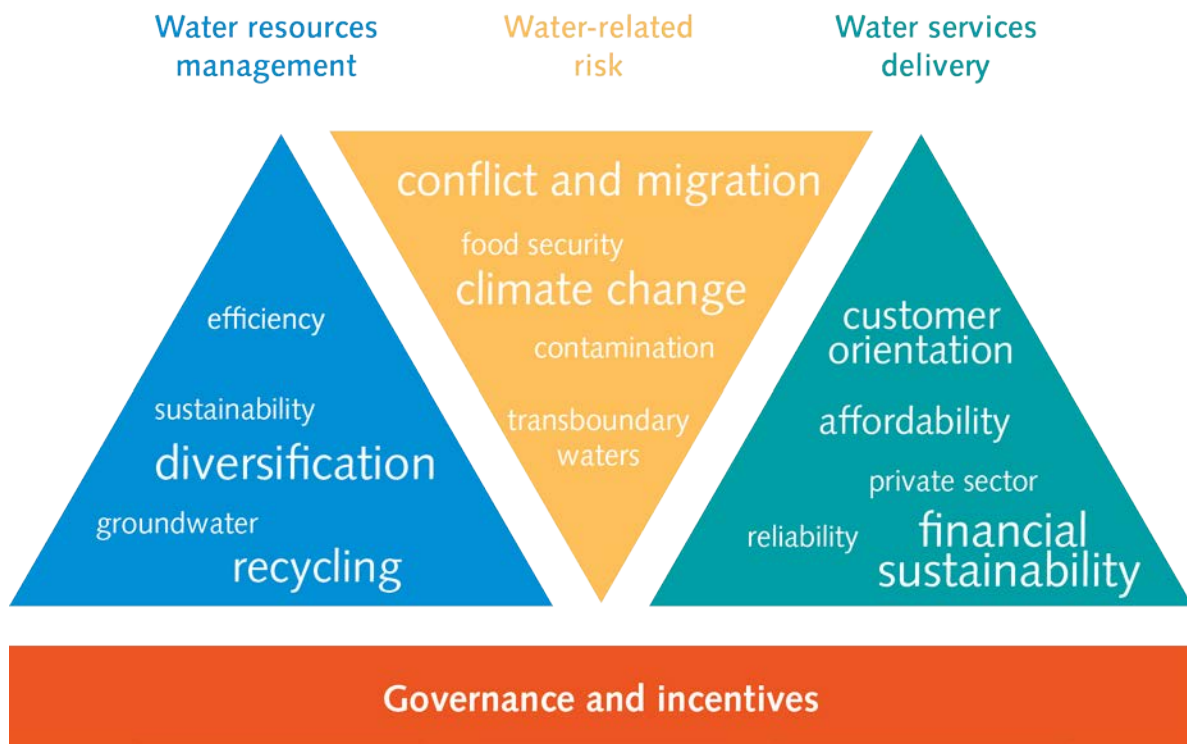 Water resources
management
Water-related
risk
Water services
delivery
efficiency
sustainability
diversification
groundwater
recycling
conflict and migration
food security
climate change
contamination
transboundary
waters
customer
orientation
affordability
private sector
reliability
financial
sustainability
Governance and incentives